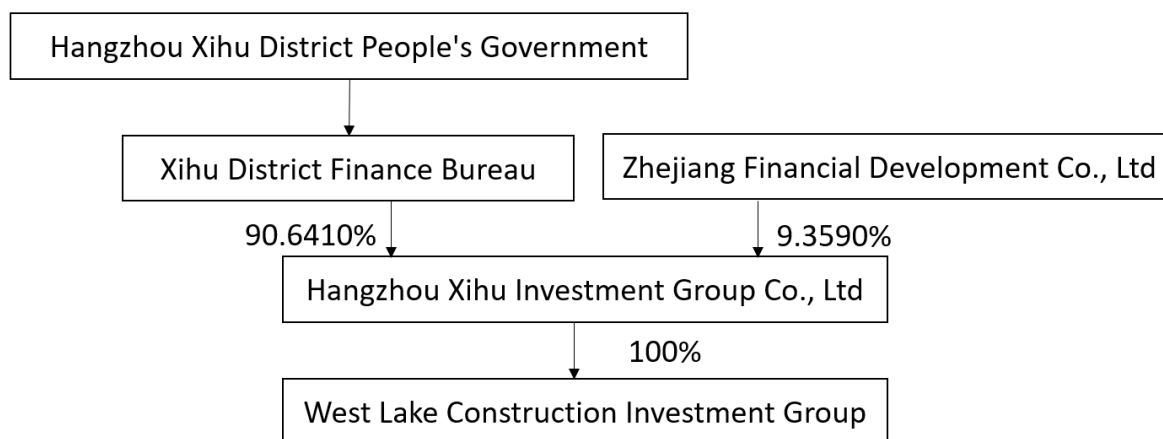 Hangzhou Xihu District People's Government
Xihu District Finance Bureau
Zhejiang Financial Development Co., Ltd
90.6410%
9.3590%
Hangzhou Xihu Investment Group Co., Ltd
100%
West Lake Construction Investment Group